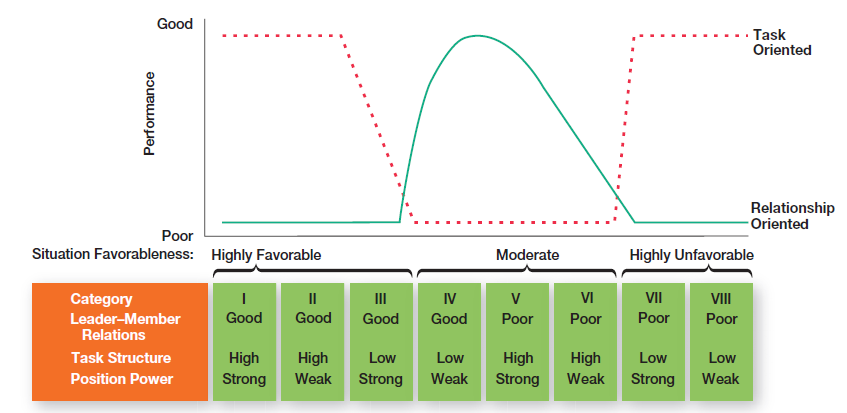 Good
Task
Oriented
Performance
Relationship
Oriented
Poor
Situation Favorableness: Highly Favorable Moderate Highly Unfavorable
Category I II III IV V VI VII VIII
Leader–Member Good Good Good Good Poor Poor Poor Poor
Relations
Task Structure High High Low Low High High Low Low
Position Power Strong Weak Strong Weak Strong Weak Strong Weak